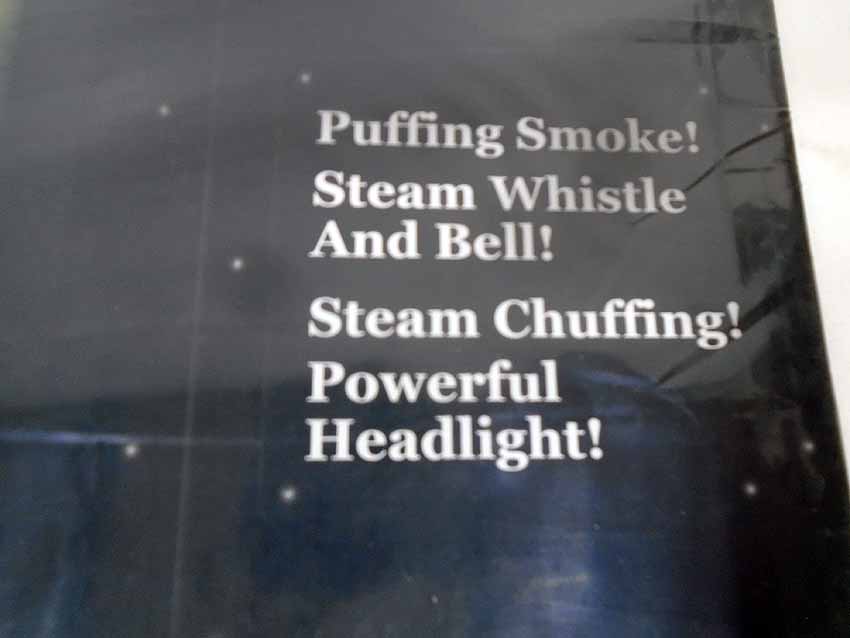 Puffing Smoke!
Steam Whistle
And Bell!
Steam Chuffing!
Powerful
Headlight!